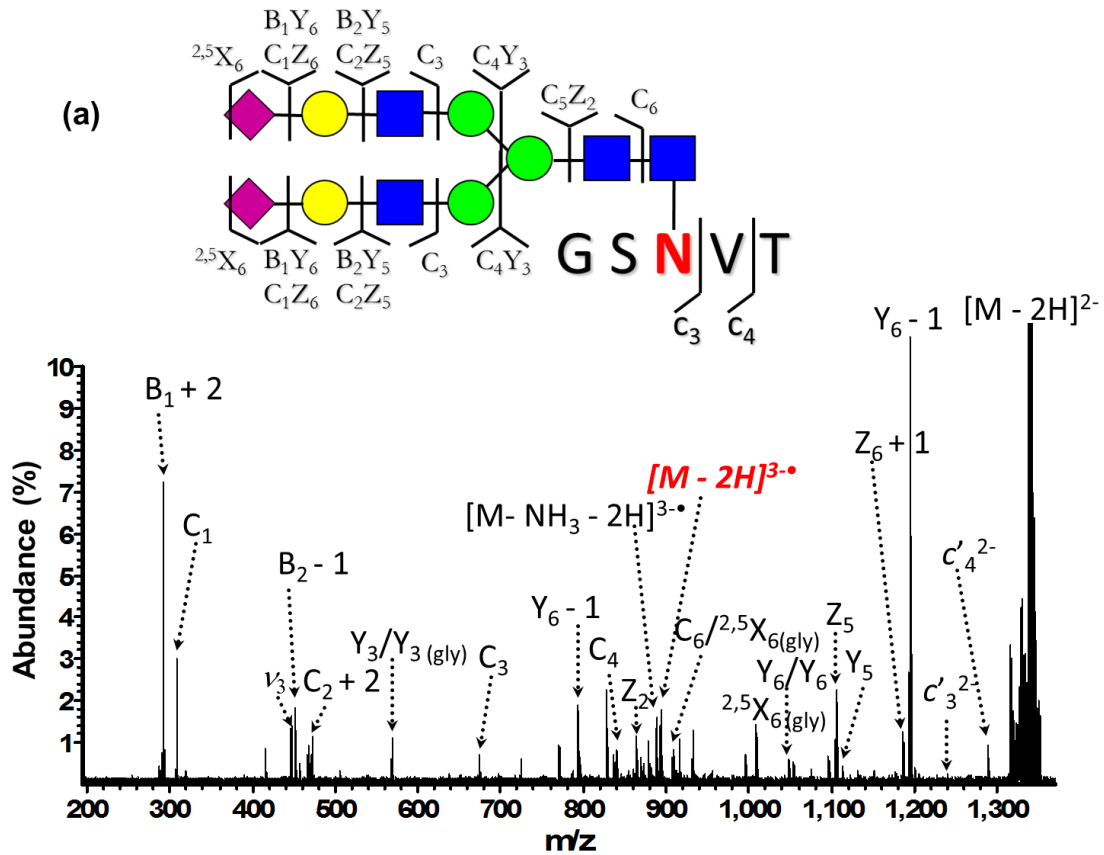 B₁Y₆ B₂Y₅
²,⁵X₆ C₁Z₆ C₂Z₅ C₃ C₄Y₃
C₅Z₂ C₆
(a)
G S N V T
²,⁵X₆ B₁Y₆ B₂Y₅ C₃ C₄Y₃
C₁Z₆ C₂Z₅
c₃ c₄
Y₆ - 1 [M - 2H]²⁻
B₁ + 2
Z₆ + 1
[M - 2H]³⁻•
[M- NH₃ - 2H]³⁻•
C₁
B₂ - 1
c'₄²⁻
Y₆ - 1
Y₃/Y₃ (gly)
C₆/²,⁵X₆(gly)
ν₃ C₂ + 2 C₃ C₄ Z₂
Y₆/Y₆ Z₅ Y₅
²,⁵X₆(gly)
c'₃²⁻
Abundance (%)
10
9
8
7
6
5
4
3
2
1
200 300 400 500 600 700 800 900 1,000 1,100 1,200 1,300
m/z